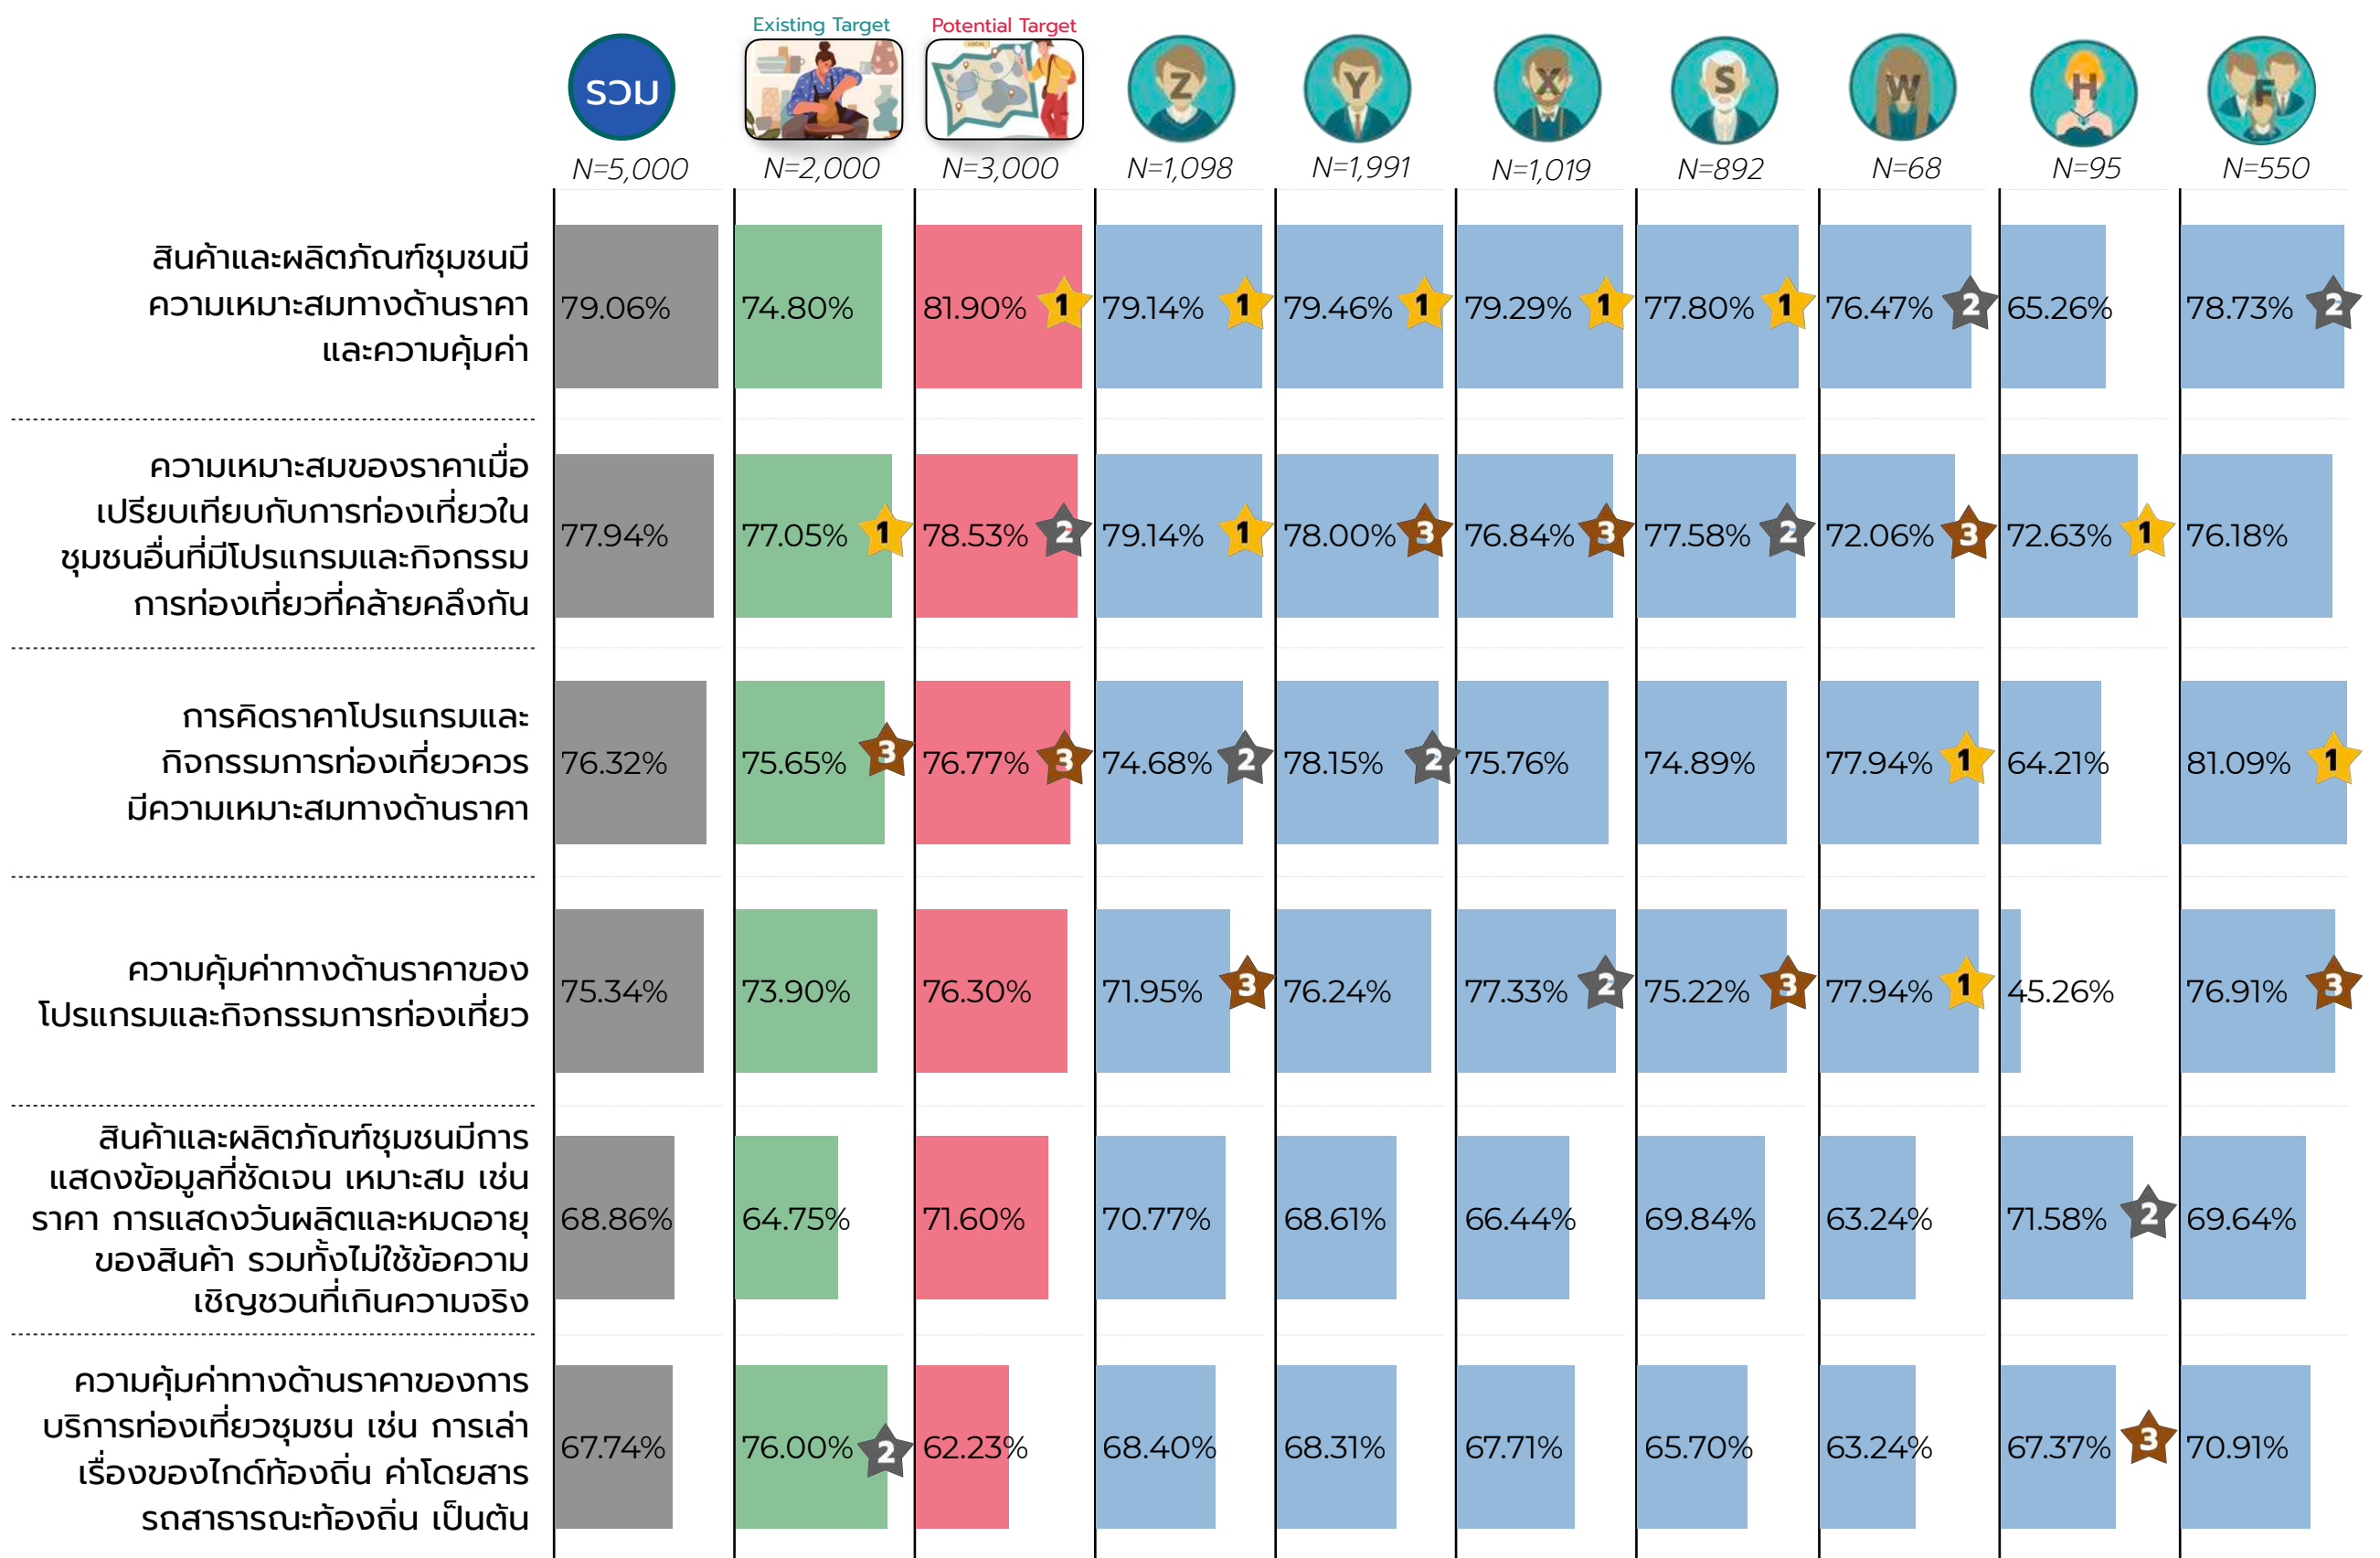 Existing Target
Potential Target
รวม
Z
Y
X
S
W
H
F
N=5,000
N=2,000
N=3,000
N=1,098
N=1,991
N=1,019
N=892
N=68
N=95
N=550
สินค้าและผลิตภัณฑ์ชุมชนมี
ความเหมาะสมทางด้านราคา
และความคุ้มค่า
79.06%
74.80%
81.90% 1
79.14% 1
79.46% 1
79.29% 1
77.80% 1
76.47% 2
65.26%
78.73% 2
ความเหมาะสมของราคาเมื่อ
เปรียบเทียบกับการท่องเที่ยวใน
ชุมชนอื่นที่มีโปรแกรมและกิจกรรม
การท่องเที่ยวที่คล้ายคลึงกัน
77.94%
77.05% 1
78.53% 2
79.14% 1
78.00% 3
76.84% 3
77.58% 2
72.06% 3
72.63% 1
76.18%
การคิดราคาโปรแกรมและ
กิจกรรมการท่องเที่ยวควร
มีความเหมาะสมทางด้านราคา
76.32%
75.65% 3
76.77% 3
74.68% 2
78.15% 2
75.76%
74.89%
77.94% 1
64.21%
81.09% 1
ความคุ้มค่าทางด้านราคาของ
โปรแกรมและกิจกรรมการท่องเที่ยว
75.34%
73.90%
76.30%
71.95% 3
76.24%
77.33% 2
75.22% 3
77.94% 1
45.26%
76.91% 3
สินค้าและผลิตภัณฑ์ชุมชนมีการ
แสดงข้อมูลที่ชัดเจน เหมาะสม เช่น
ราคา การแสดงวันผลิตและหมดอายุ
ของสินค้า รวมทั้งไม่ใช้ข้อความ
เชิญชวนที่เกินความจริง
68.86%
64.75%
71.60%
70.77%
68.61%
66.44%
69.84%
63.24%
71.58% 2
69.64%
ความคุ้มค่าทางด้านราคาของการ
บริการท่องเที่ยวชุมชน เช่น การเล่า
เรื่องของไกด์ท้องถิ่น ค่าโดยสาร
รถสาธารณะท้องถิ่น เป็นต้น
67.74%
76.00% 2
62.23%
68.40%
68.31%
67.71%
65.70%
63.24%
67.37% 3
70.91%